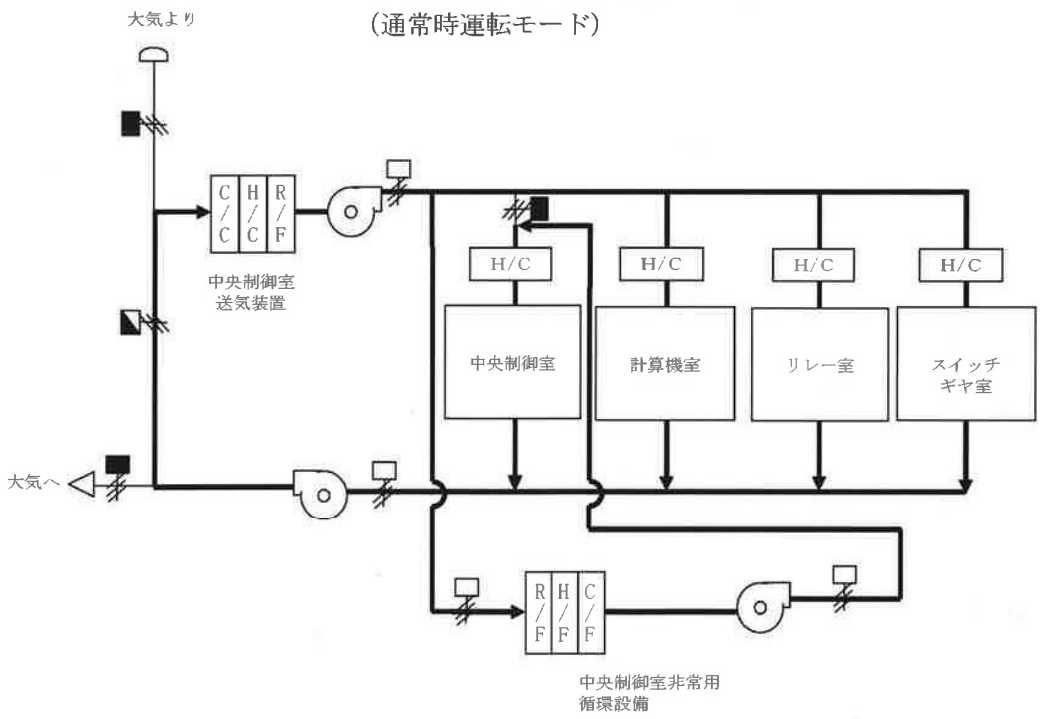 大気より
（通常時運転モード）
C/C
H/C
R/F
中央制御室
送気装置
H/C
H/C
H/C
H/C
中央制御室
計算機室
リレー室
スイッチ
ギヤ室
大気へ
R/F
H/F
C/F
中央制御室非常用
循環設備